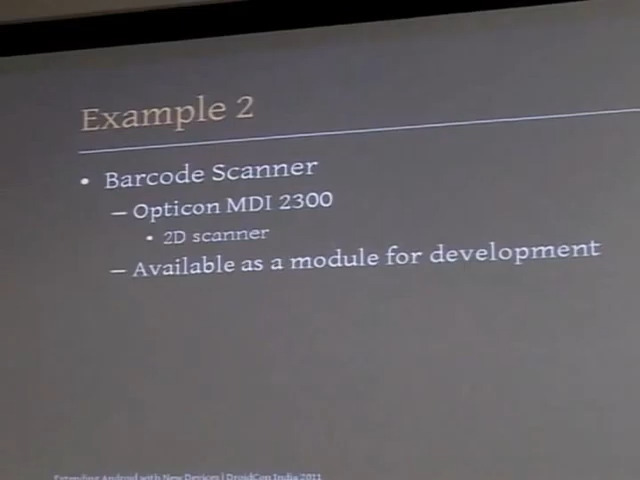 Example 2
• Barcode Scanner
– Opticon MDI 2300
• 2D scanner
– Available as a module for development
Extending Android with New Devices | DroidCon India 2011